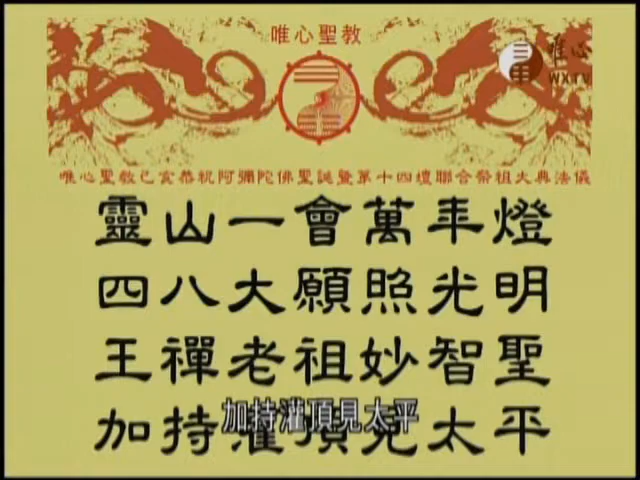 唯心聖教
唯心
WXTV
唯心聖教己亥恭祝阿彌陀佛聖誕暨第十四壇聯合祭祖大典法儀
靈山一會萬年燈
四八大願照光明
王禪老祖妙智聖
加持灌頂見太平
加持灌頂見太平